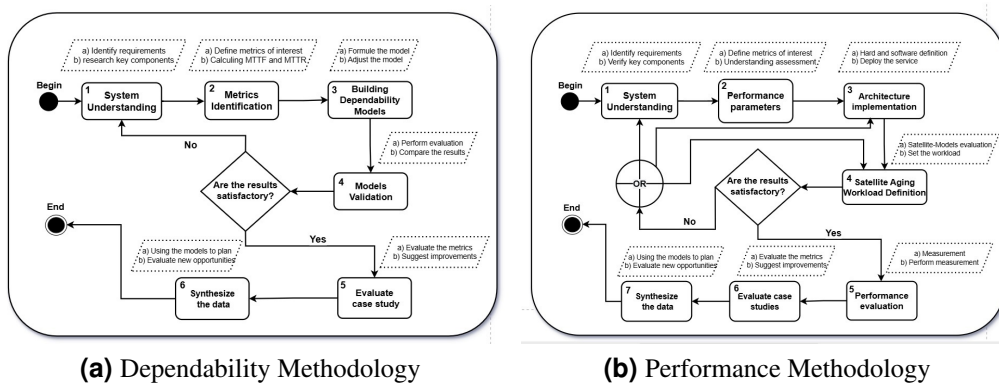 a) Identify requirements
b) research key components
a) Define metrics of interest
b) Calculing MTTF and MTTR
a) Formule the model
b) Adjust the model
Begin
1
System
Understanding
2
Metrics
Identification
3
Building
Dependability
Models
No
a) Perform evaluation
b) Compare the results
Are the results
satisfactory?
4
Models
Validation
End
Yes
a) Using the models to plan
b) Evaluate new opportunities
a) Evaluate the metrics
b) Suggest improvements
6
Synthesize
the data
5
Evaluate
case study
(a) Dependability Methodology
a) Identify requirements
b) Verify key components
a) Define metrics of interest
b) Understanding assessment
a) Hard and software definition
b) Deploy the service
Begin
1
System
Understanding
2
Performance
parameters
3
Architecture
implementation
a) Satellite-Models evaluation
b) Set the workload
OR
Are the results
satisfactory?
4
Satellite Aging
Workload Definition
End
No
Yes
a) Using the models to plan
b) Evaluate new opportunities
a) Evaluate the metrics
b) Suggest improvements
a) Measurement
b) Perform measurement
7
Synthesize
the data
6
Evaluate case
studies
5
Performance
evaluation
(b) Performance Methodology